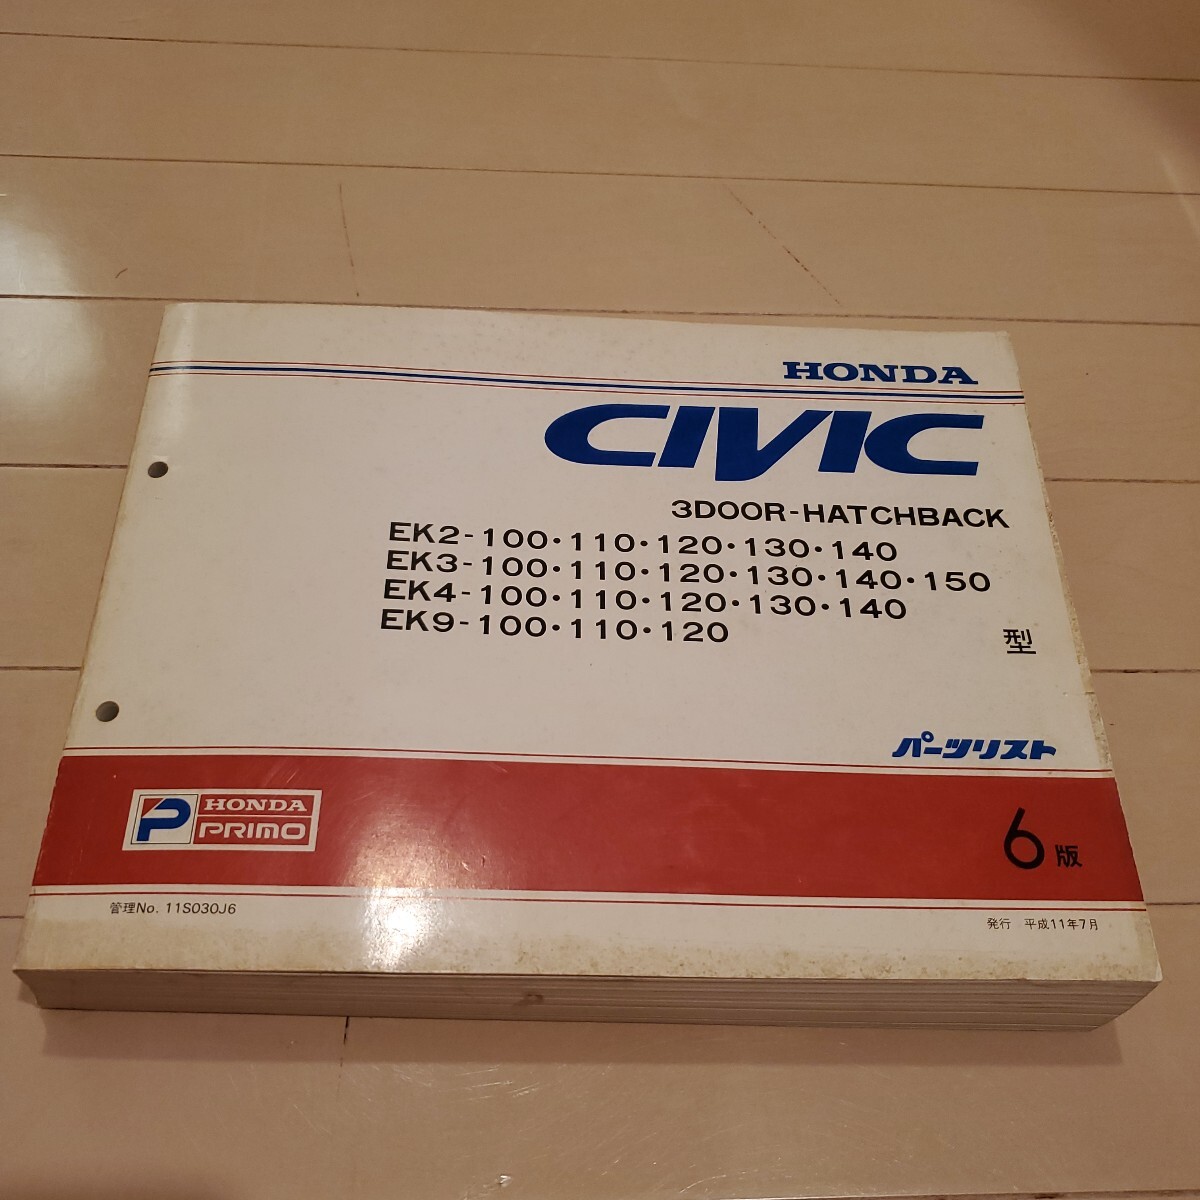 HONDA
CIVIC
3DOOR-HATCHBACK
EK2-100・110・120・130・140
EK3-100・110・120・130・140・150
EK4-100・110・120・130・140
EK9-100・110・120
型
パーツリスト
P HONDA
PRIMO
6版
管理No. 11S030J6
発行 平成11年7月